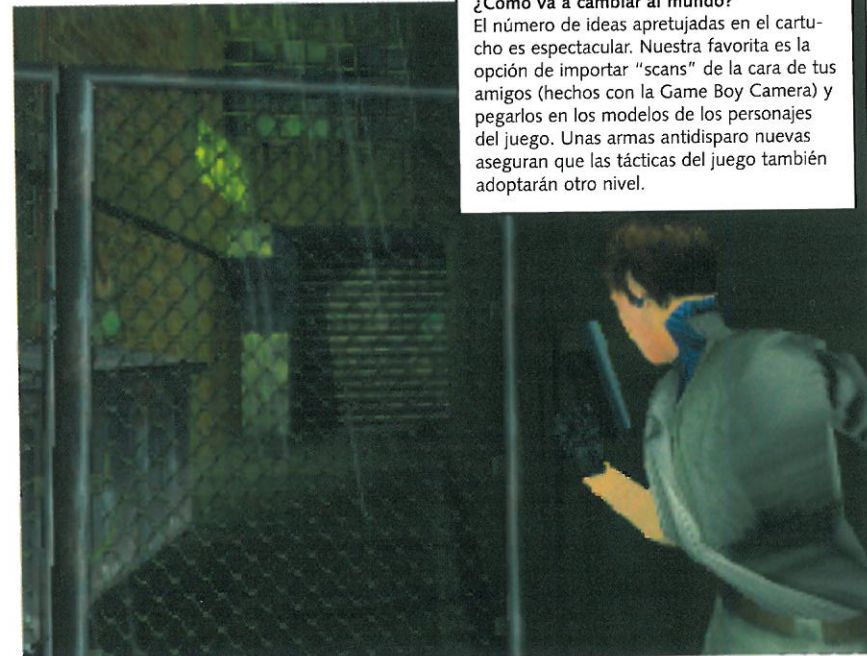 ¿Cómo va a cambiar al mundo?
El número de ideas apretujadas en el cartu-
cho es espectacular. Nuestra favorita es la
opción de importar "scans" de la cara de tus
amigos (hechos con la Game Boy Camera) y
pegarlos en los modelos de los personajes
del juego. Unas armas antidisparo nuevas
aseguran que las tácticas del juego también
adoptarán otro nivel.